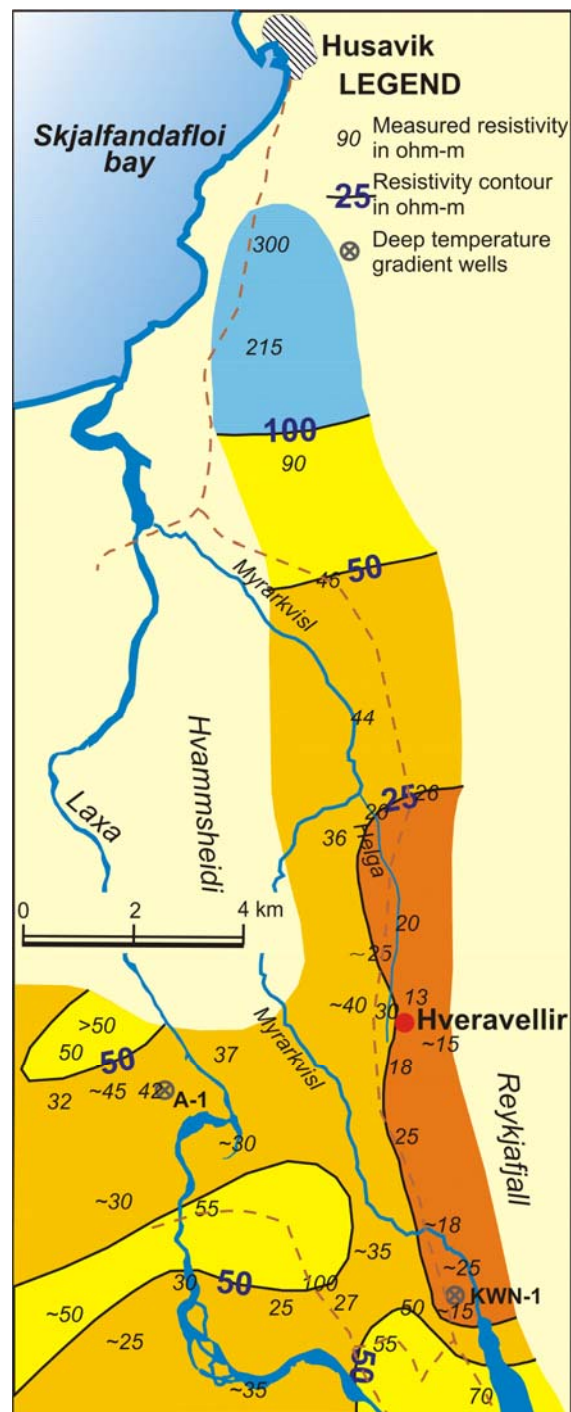 Husavik
LEGEND
Skjalfandafloi
bay
90 Measured resistivity
in ohm-m
25 Resistivity contour
in ohm-m
Deep temperature
gradient wells
300
215
100
90
50
46
Myrarkvisl
44
Hvammsheidi
Laxa
28
25
26
36
Helga
0 2 4 km
20
~25
13
~40
30
Hveravellir
~15
>50
50
50
37
Myrarkvisl
18
32
~45
42
A-1
Reykjafjall
25
~30
~30
55
~18
~35
~25
30
50
100
~50
25
27
50
KWN-1
~15
~25
55
50
~35
70